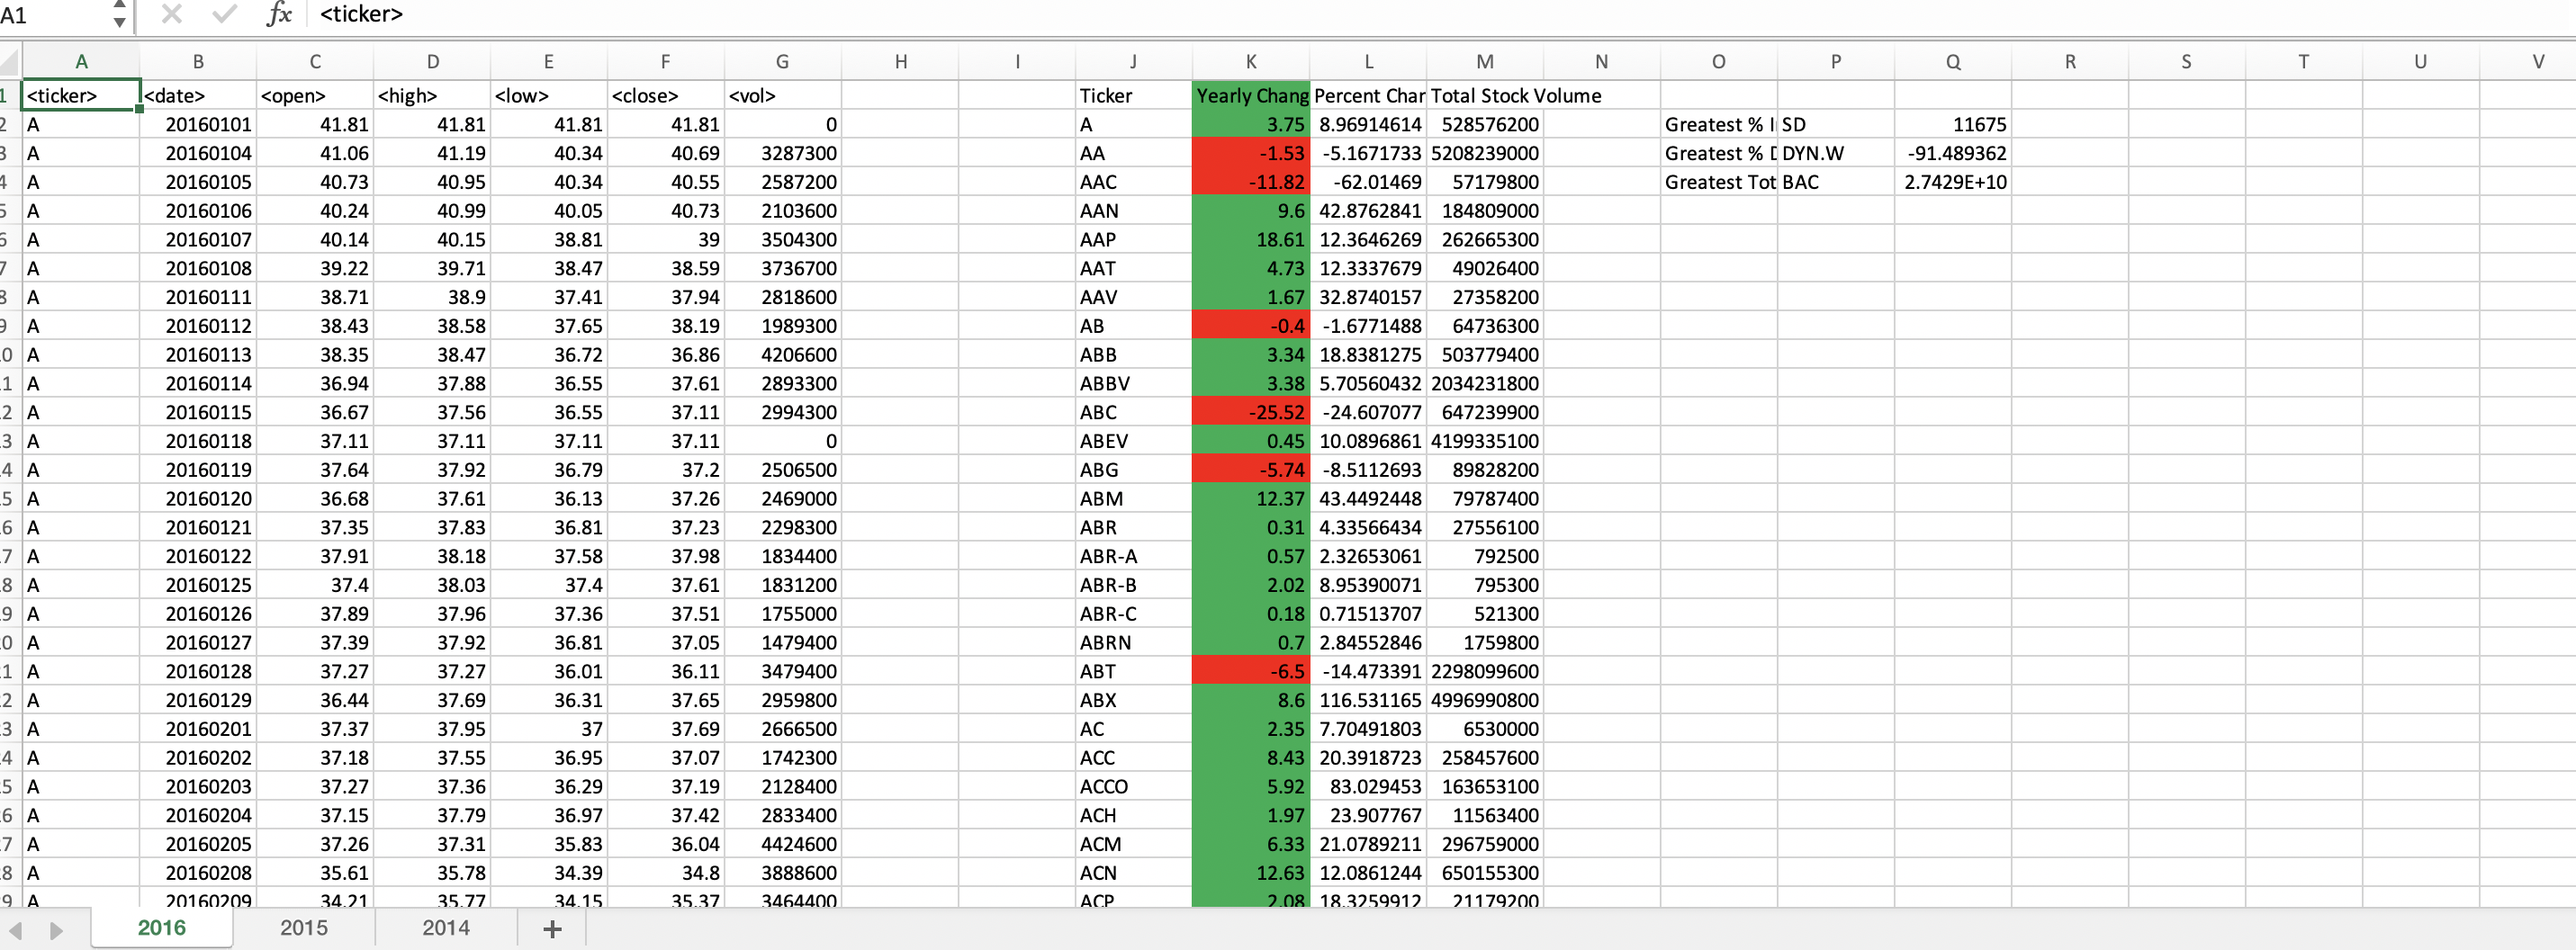 A1 fx <ticker>
A B C D E F G H I J K L M N O P Q R S T U V
1 <ticker> <date> <open> <high> <low> <close> <vol> Ticker Yearly Chang Percent Char Total Stock Volume
2 A 20160101 41.81 41.81 41.81 41.81 0 A 3.75 8.96914614 528576200 Greatest % I SD 11675
3 A 20160104 41.06 41.19 40.34 40.69 3287300 AA -1.53 -5.1671733 5208239000 Greatest % D DYN.W -91.489362
4 A 20160105 40.73 40.95 40.34 40.55 2587200 AAC -11.82 -62.01469 57179800 Greatest Tot BAC 2.7429E+10
5 A 20160106 40.24 40.99 40.05 40.73 2103600 AAN 9.6 42.8762841 184809000
6 A 20160107 40.14 40.15 38.81 39 3504300 AAP 18.61 12.3646269 262665300
7 A 20160108 39.22 39.71 38.47 38.59 3736700 AAT 4.73 12.3337679 49026400
8 A 20160111 38.71 38.9 37.41 37.94 2818600 AAV 1.67 32.8740157 27358200
9 A 20160112 38.43 38.58 37.65 38.19 1989300 AB -0.4 -1.6771488 64736300
0 A 20160113 38.35 38.47 36.72 36.86 4206600 ABB 3.34 18.8381275 503779400
1 A 20160114 36.94 37.88 36.55 37.61 2893300 ABBV 3.38 5.70560432 2034231800
2 A 20160115 36.67 37.56 36.55 37.11 2994300 ABC -25.52 -24.607077 647239900
3 A 20160118 37.11 37.11 37.11 37.11 0 ABEV 0.45 10.0896861 4199335100
4 A 20160119 37.64 37.92 36.79 37.2 2506500 ABG -5.74 -8.5112693 89828200
5 A 20160120 36.68 37.61 36.13 37.26 2469000 ABM 12.37 43.4492448 79787400
6 A 20160121 37.35 37.83 36.81 37.23 2298300 ABR 0.31 4.33566434 27556100
7 A 20160122 37.91 38.18 37.58 37.98 1834400 ABR-A 0.57 2.32653061 792500
8 A 20160125 37.4 38.03 37.4 37.61 1831200 ABR-B 2.02 8.95390071 795300
9 A 20160126 37.89 37.96 37.36 37.51 1755000 ABR-C 0.18 0.71513707 521300
0 A 20160127 37.39 37.92 36.81 37.05 1479400 ABRN 0.7 2.84552846 1759800
1 A 20160128 37.27 37.27 36.01 36.11 3479400 ABT -6.5 -14.473391 2298099600
2 A 20160129 36.44 37.69 36.31 37.65 2959800 ABX 8.6 116.531165 4996990800
3 A 20160201 37.37 37.95 37 37.69 2666500 AC 2.35 7.70491803 6530000
4 A 20160202 37.18 37.55 36.95 37.07 1742300 ACC 8.43 20.3918723 258457600
5 A 20160203 37.27 37.36 36.29 37.19 2128400 ACCO 5.92 83.029453 163653100
6 A 20160204 37.15 37.79 36.97 37.42 2833400 ACH 1.97 23.907767 11563400
7 A 20160205 37.26 37.31 35.83 36.04 4424600 ACM 6.33 21.0789211 296759000
8 A 20160208 35.61 35.78 34.39 34.8 3888600 ACN 12.63 12.0861244 650155300
9 A 20160209 34.21 35.77 34.15 35.37 3464400 ACP 2.08 18.3259912 21179200
2016 2015 2014 +